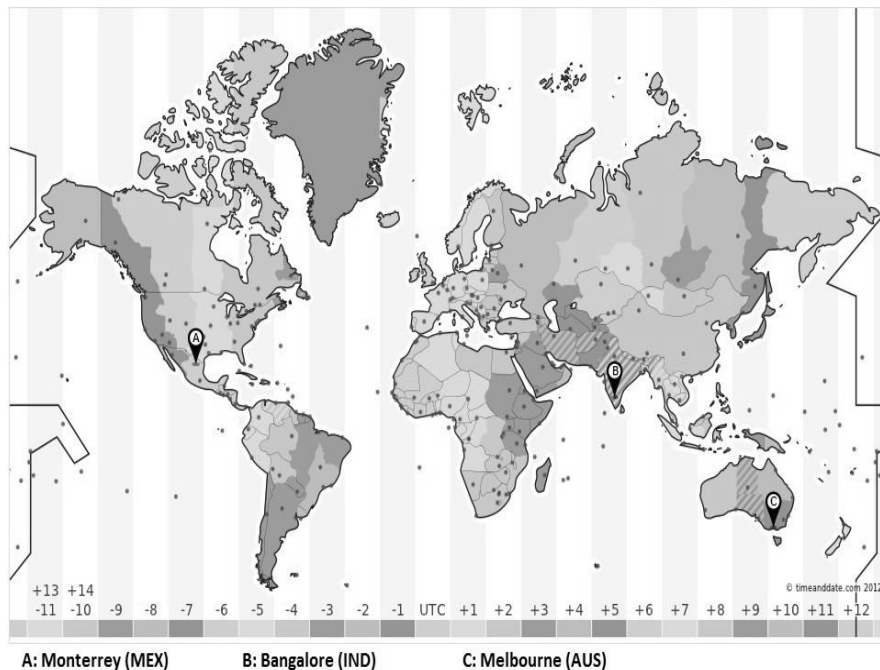 A
B
C
© timeanddate.com 2012
+13 +14
-11 -10 -9 -8 -7 -6 -5 -4 -3 -2 -1 UTC +1 +2 +3 +4 +5 +6 +7 +8 +9 +10 +11 +12
A: Monterrey (MEX) B: Bangalore (IND) C: Melbourne (AUS)